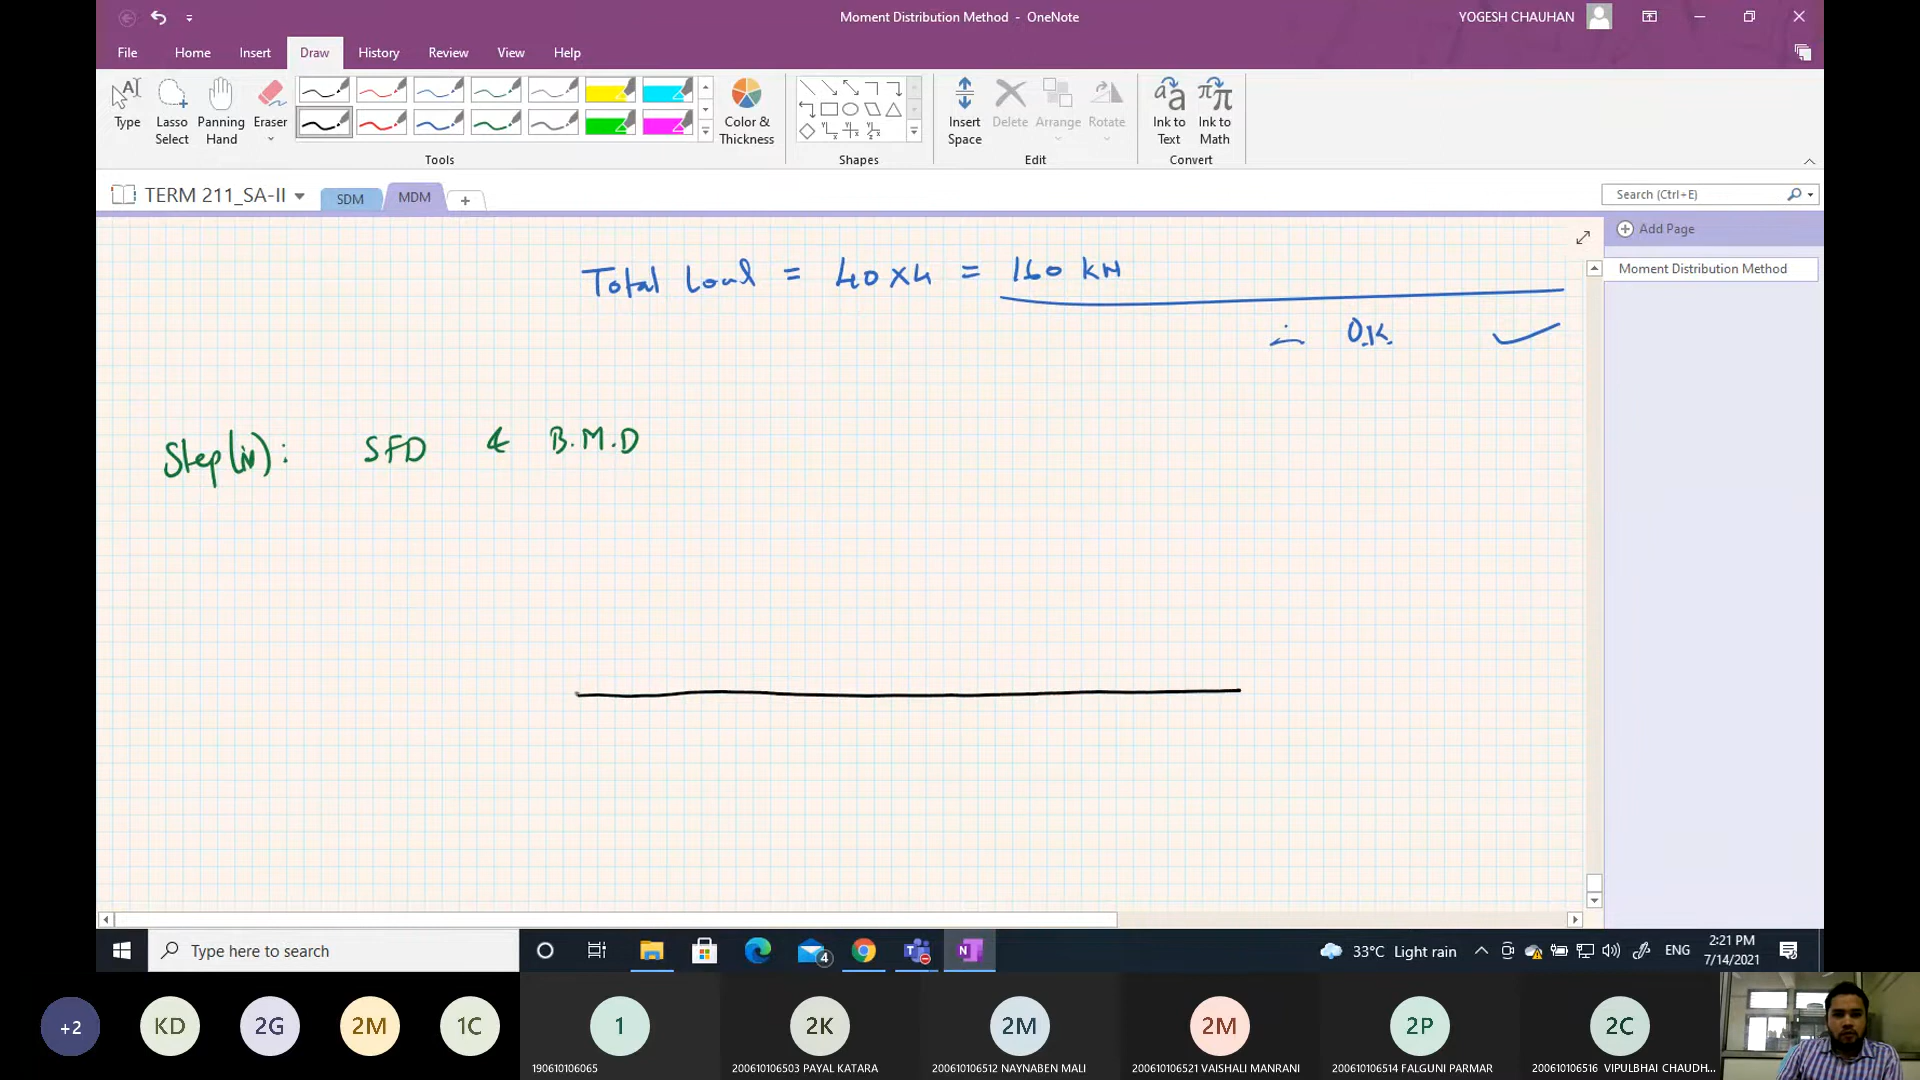 Moment Distribution Method - OneNote
YOGESH CHAUHAN
File Home Insert Draw History Review View Help
Type
Lasso Select
Panning Hand
Eraser
Tools
Color & Thickness
Shapes
Insert Space
Delete
Arrange
Rotate
Edit
Ink to Text
Ink to Math
Convert
TERM 211_SA-II
SDM
MDM
Search (Ctrl+E)
Add Page
Moment Distribution Method
Total Load = 40x4 = 160 kN
∴ O.K.
Step(iv): SFD & B.M.D
Type here to search
4
33°C Light rain
ENG
2:21 PM
7/14/2021
+2
KD
2G
2M
1C
1
2K
2M
2M
2P
2C
190610106065
200610106503 PAYAL KATARA
200610106512 NAYNABEN MALI
200610106521 VAISHALI MANRANI
200610106514 FALGUNI PARMAR
200610106516 VIPULBHAI CHAUDH...